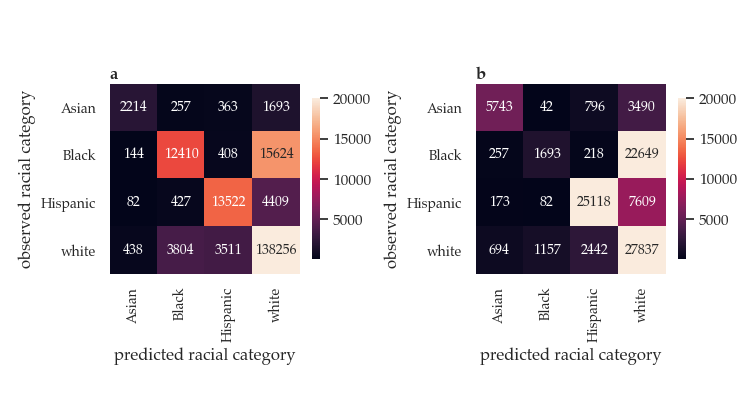 a
observed racial category
Asian 2214 257 363 1693
Black 144 12410 408 15624
Hispanic 82 427 13522 4409
white 438 3804 3511 138256
Asian Black Hispanic white
predicted racial category
20000
15000
10000
5000
b
observed racial category
Asian 5743 42 796 3490
Black 257 1693 218 22649
Hispanic 173 82 25118 7609
white 694 1157 2442 27837
Asian Black Hispanic white
predicted racial category
20000
15000
10000
5000